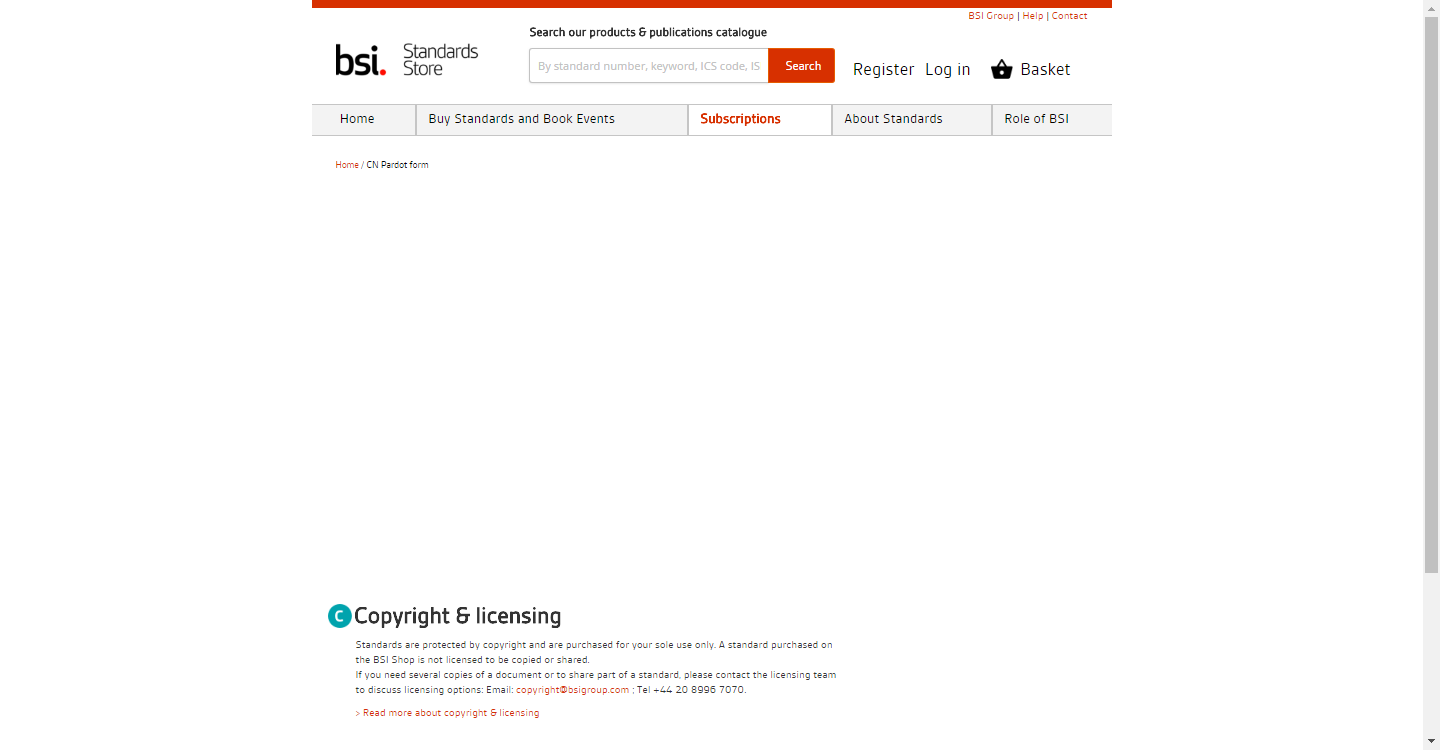 BSI Group | Help | Contact
Search our products & publications catalogue
bsi. Standards
Store
By standard number, keyword, ICS code, IS
Search
Register Log in Basket
Home Buy Standards and Book Events Subscriptions About Standards Role of BSI
Home / CN Pardot form
C Copyright & licensing
Standards are protected by copyright and are purchased for your sole use only. A standard purchased on
the BSI Shop is not licensed to be copied or shared.
If you need several copies of a document or to share part of a standard, please contact the licensing team
to discuss licensing options: Email: copyright@bsigroup.com ; Tel +44 20 8996 7070.
> Read more about copyright & licensing